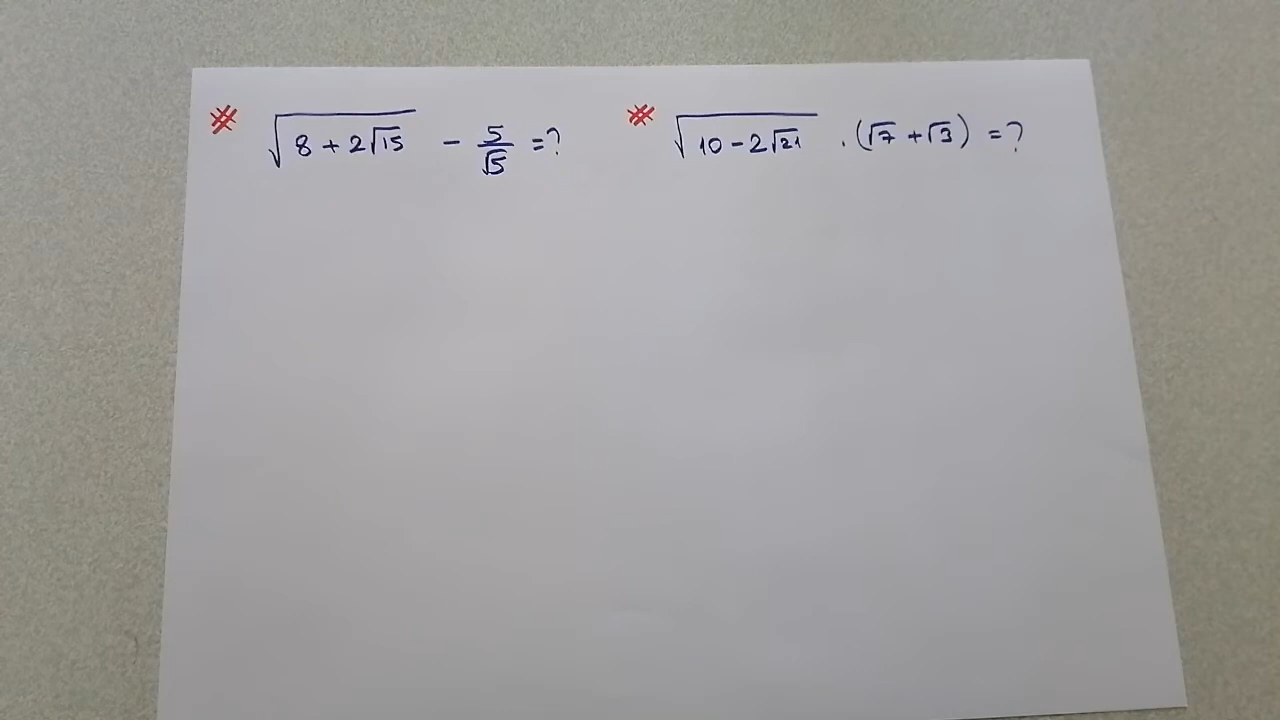 ※ √(8 + 2√15) - 5/√5 = ?
※ √(10 - 2√21) . (√7 + √3) = ?